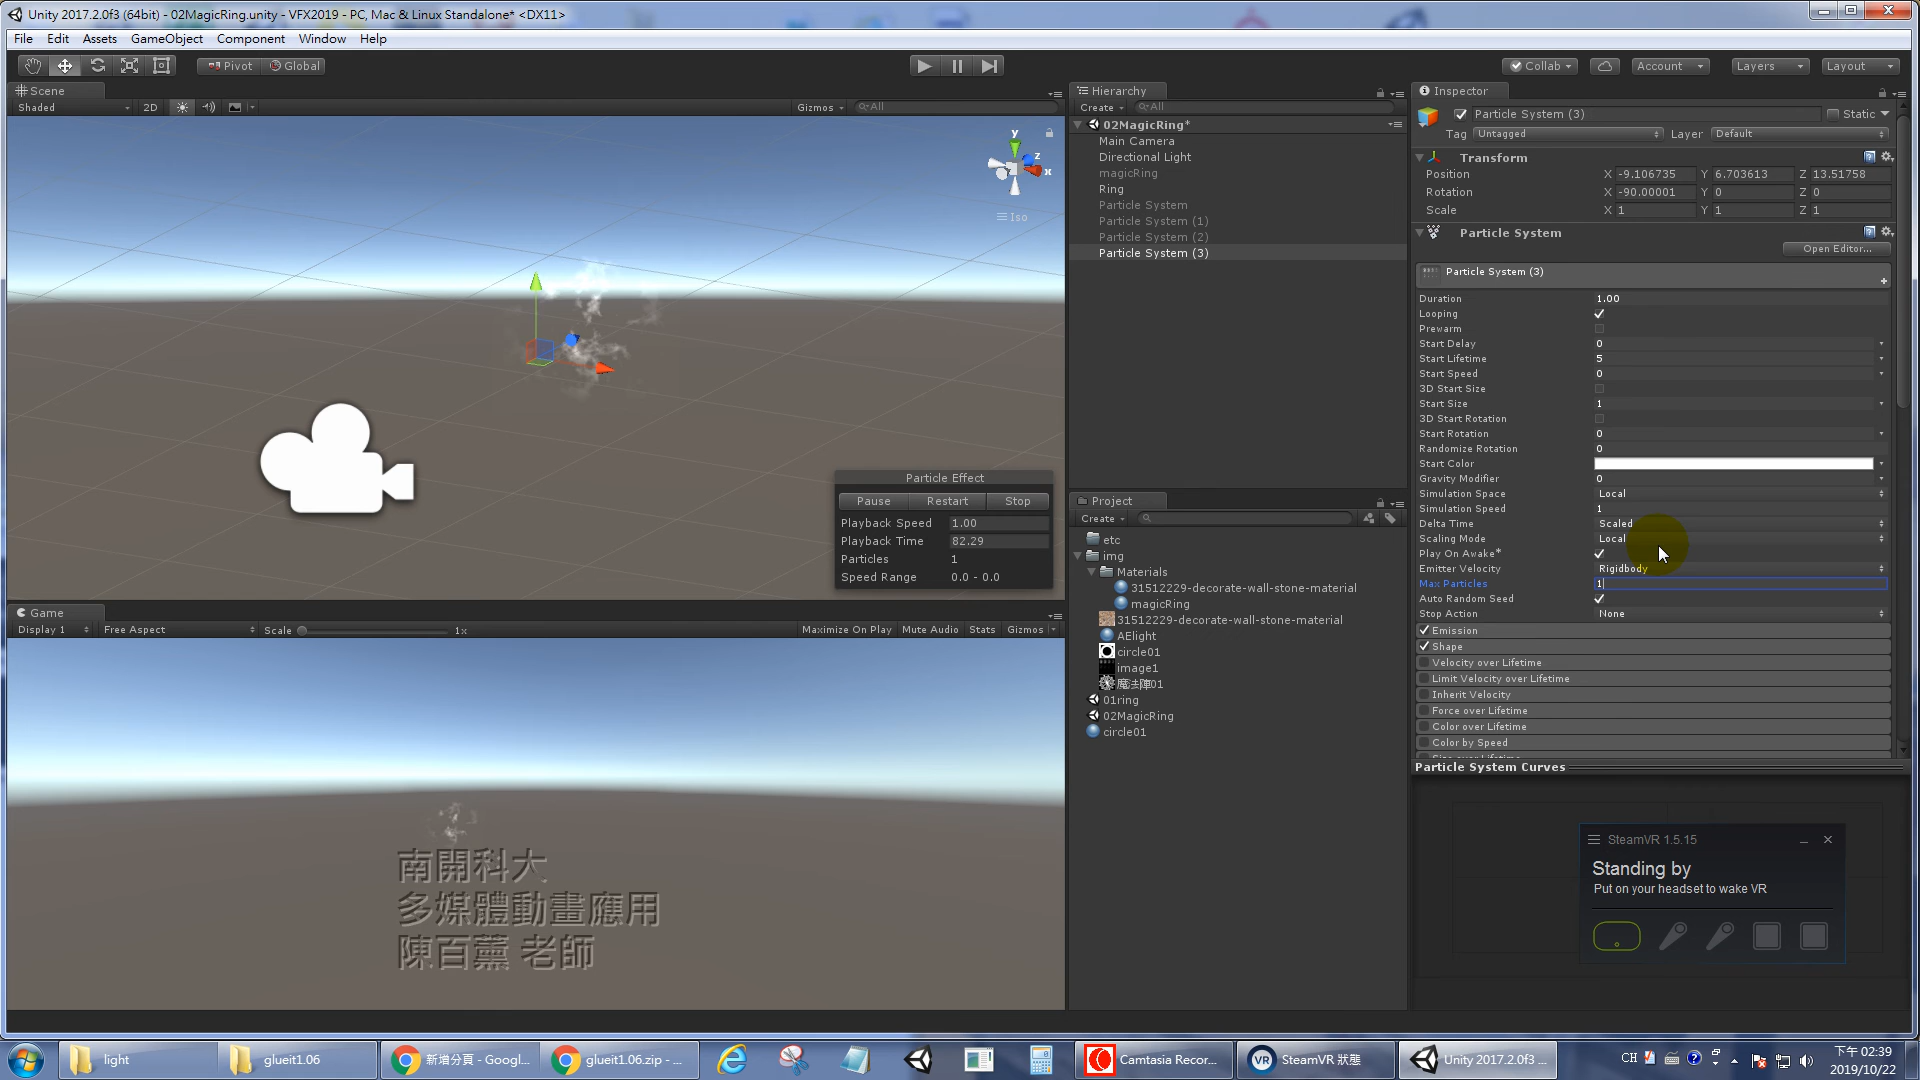 Unity 2017.2.0f3 (64bit) - 02MagicRing.unity - VFX2019 - PC, Mac & Linux Standalone* <DX11>
File Edit Assets GameObject Component Window Help
Pivot Global
Collab Account Layers Layout
Scene
Shaded 2D Gizmos All
y
z
x
Iso
Particle Effect
Pause Restart Stop
Playback Speed 1.00
Playback Time 82.29
Particles 1
Speed Range 0.0 - 0.0
Game
Display 1 Free Aspect Scale 1x Maximize On Play Mute Audio Stats Gizmos
南開科大
多媒體動畫應用
陳百薰 老師
Hierarchy
Create All
02MagicRing*
Main Camera
Directional Light
magicRing
Ring
Particle System
Particle System (1)
Particle System (2)
Particle System (3)
Project
Create
etc
img
Materials
31512229-decorate-wall-stone-material
magicRing
31512229-decorate-wall-stone-material
AElight
circle01
image1
魔法陣01
01ring
02MagicRing
circle01
Inspector
Particle System (3) Static
Tag Untagged Layer Default
Transform
Position X -9.106735 Y 6.703613 Z 13.51758
Rotation X -90.00001 Y 0 Z 0
Scale X 1 Y 1 Z 1
Particle System
Open Editor...
Particle System (3)
Duration 1.00
Looping
Prewarm
Start Delay 0
Start Lifetime 5
Start Speed 0
3D Start Size
Start Size 1
3D Start Rotation
Start Rotation 0
Randomize Rotation 0
Start Color
Gravity Modifier 0
Simulation Space Local
Simulation Speed 1
Delta Time Scaled
Scaling Mode Local
Play On Awake*
Emitter Velocity Rigidbody
Max Particles 1
Auto Random Seed
Stop Action None
Emission
Shape
Velocity over Lifetime
Limit Velocity over Lifetime
Inherit Velocity
Force over Lifetime
Color over Lifetime
Color by Speed
Particle System Curves
SteamVR 1.5.15
Standing by
Put on your headset to wake VR
light
glueit1.06
新增分頁 - Googl...
glueit1.06.zip - ...
Camtasia Recor...
SteamVR 狀態
Unity 2017.2.0f3 ...
CH
下午 02:39
2019/10/22